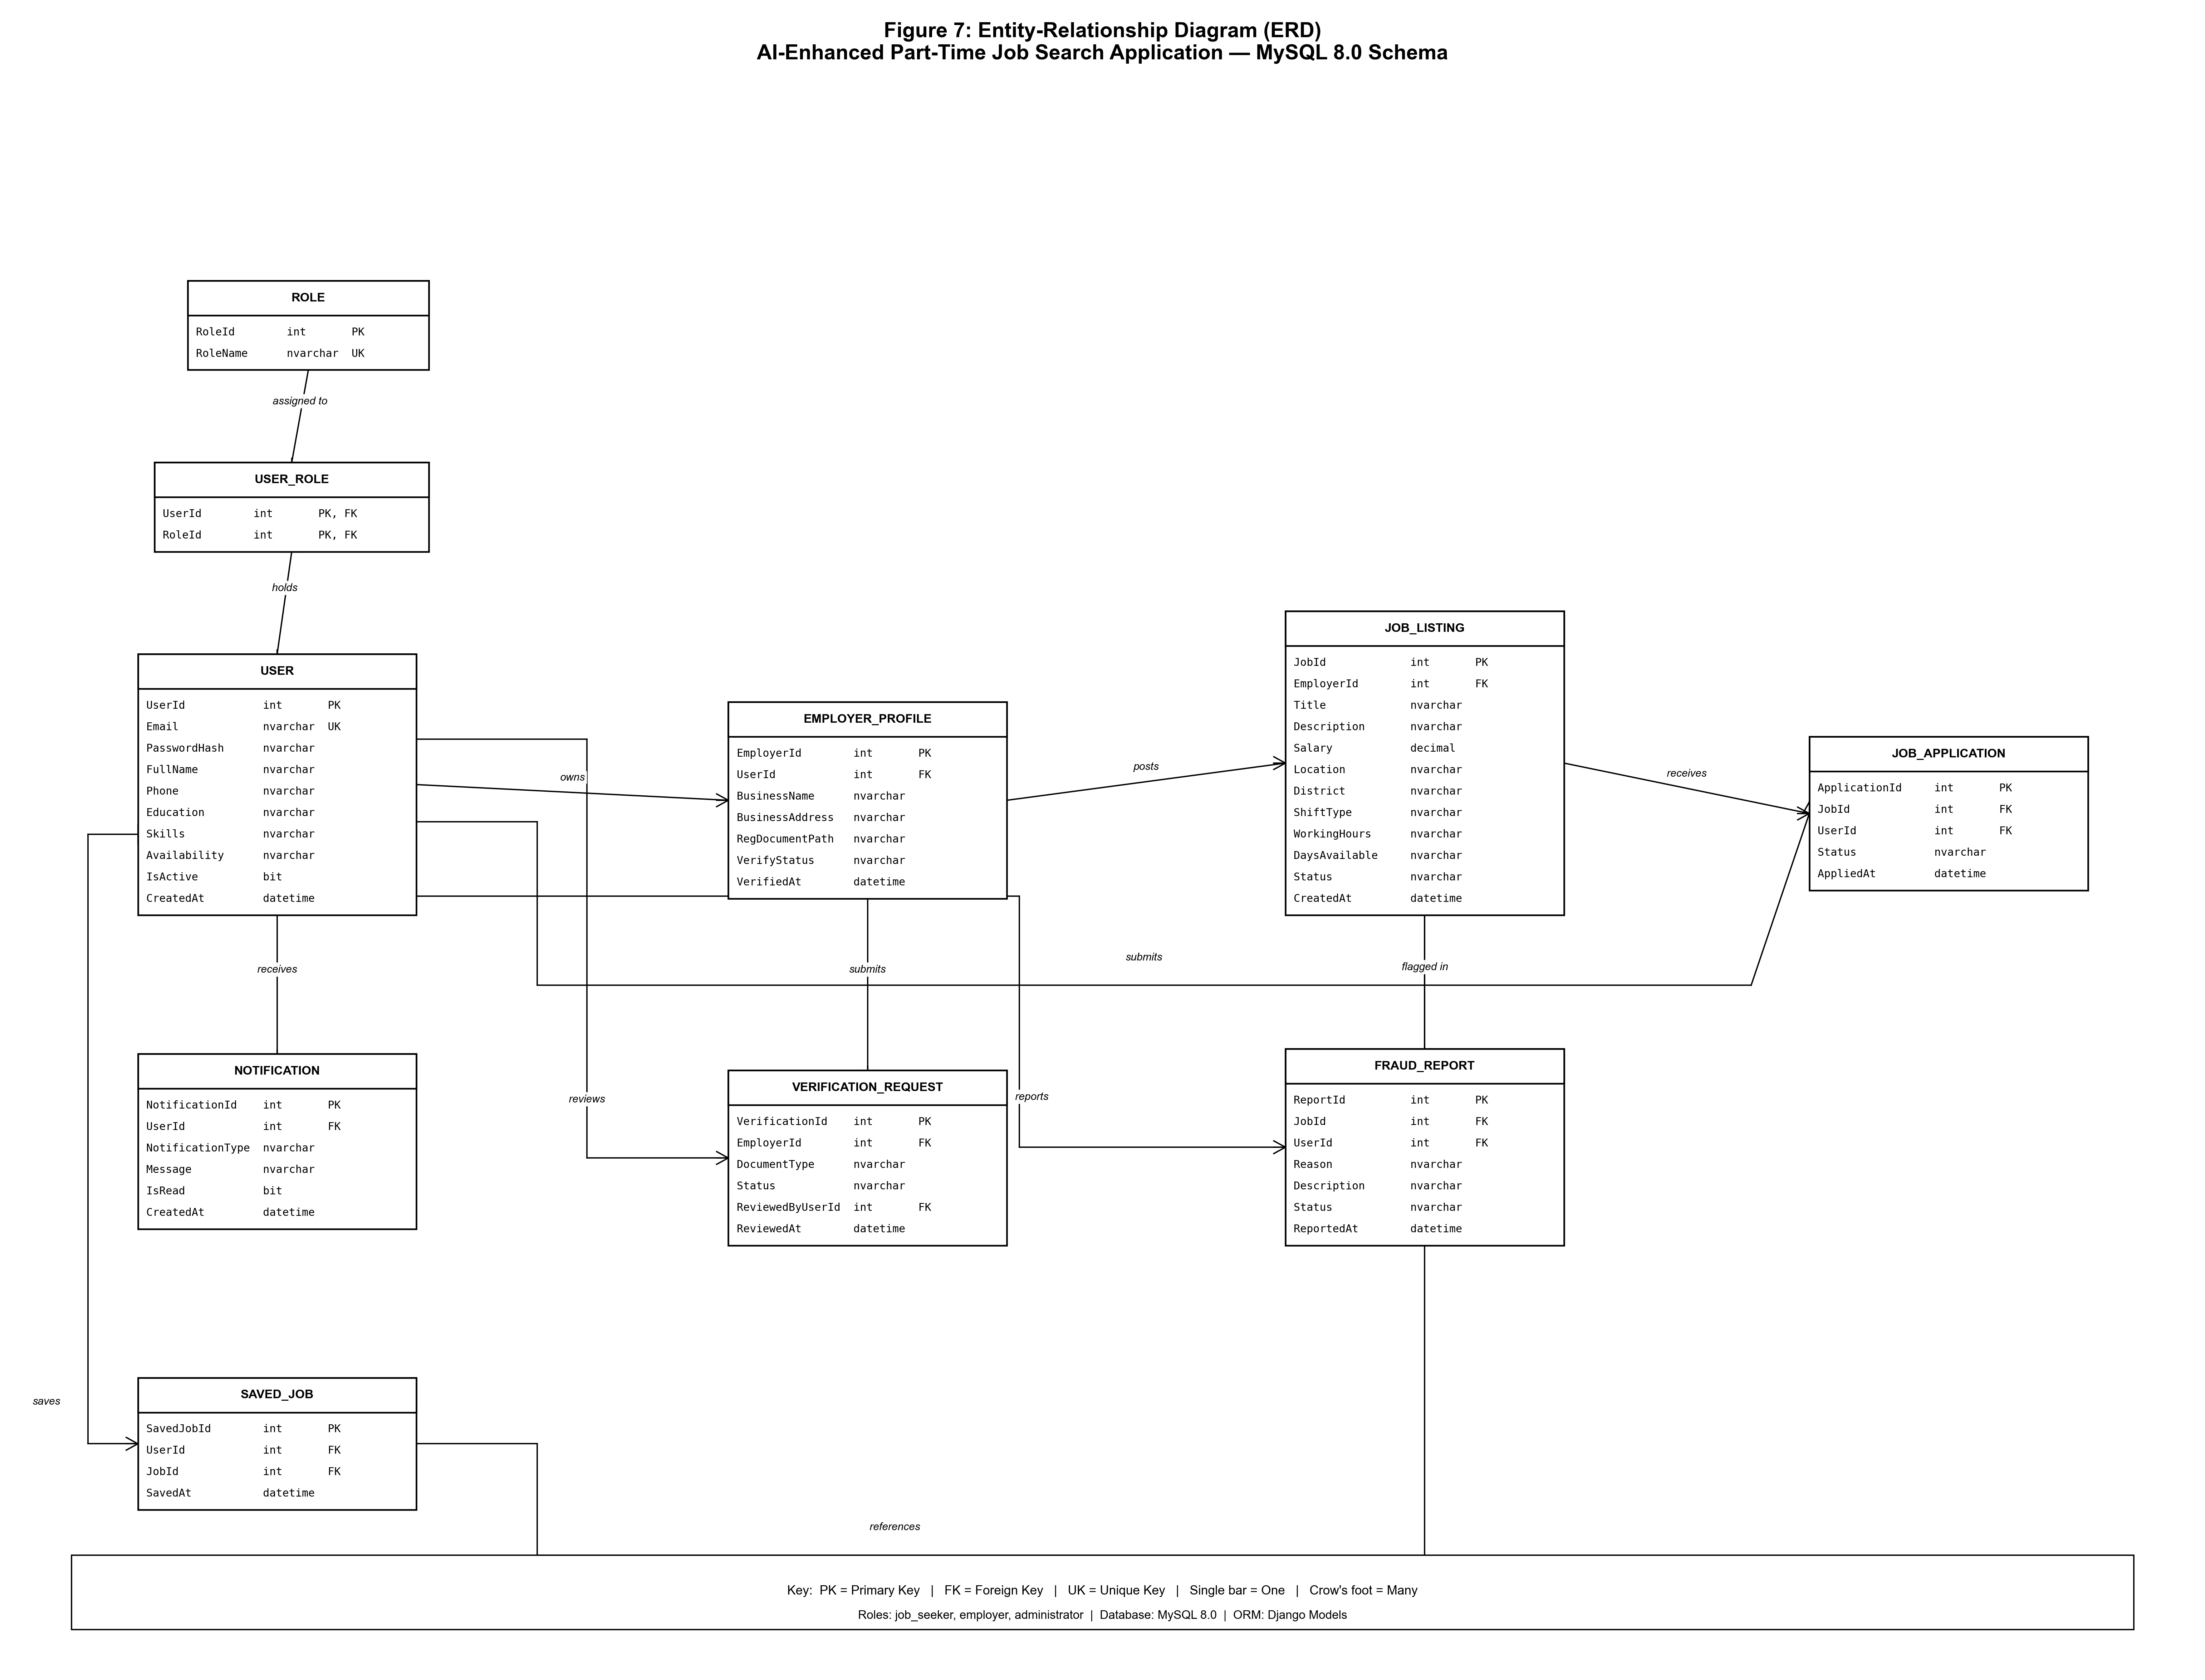 Figure 7: Entity-Relationship Diagram (ERD)
AI-Enhanced Part-Time Job Search Application — MySQL 8.0 Schema
ROLE
RoleId int PK
RoleName nvarchar UK
assigned to
USER_ROLE
UserId int PK, FK
RoleId int PK, FK
holds
USER
UserId int PK
Email nvarchar UK
PasswordHash nvarchar
FullName nvarchar
Phone nvarchar
Education nvarchar
Skills nvarchar
Availability nvarchar
IsActive bit
CreatedAt datetime
owns
EMPLOYER_PROFILE
EmployerId int PK
UserId int FK
BusinessName nvarchar
BusinessAddress nvarchar
RegDocumentPath nvarchar
VerifyStatus nvarchar
VerifiedAt datetime
posts
JOB_LISTING
JobId int PK
EmployerId int FK
Title nvarchar
Description nvarchar
Salary decimal
Location nvarchar
District nvarchar
ShiftType nvarchar
WorkingHours nvarchar
DaysAvailable nvarchar
Status nvarchar
CreatedAt datetime
receives
JOB_APPLICATION
ApplicationId int PK
JobId int FK
UserId int FK
Status nvarchar
AppliedAt datetime
receives
submits
submits
flagged in
NOTIFICATION
NotificationId int PK
UserId int FK
NotificationType nvarchar
Message nvarchar
IsRead bit
CreatedAt datetime
reviews
VERIFICATION_REQUEST
VerificationId int PK
EmployerId int FK
DocumentType nvarchar
Status nvarchar
ReviewedByUserId int FK
ReviewedAt datetime
reports
FRAUD_REPORT
ReportId int PK
JobId int FK
UserId int FK
Reason nvarchar
Description nvarchar
Status nvarchar
ReportedAt datetime
saves
SAVED_JOB
SavedJobId int PK
UserId int FK
JobId int FK
SavedAt datetime
references
Key: PK = Primary Key | FK = Foreign Key | UK = Unique Key | Single bar = One | Crow's foot = Many
Roles: job_seeker, employer, administrator | Database: MySQL 8.0 | ORM: Django Models